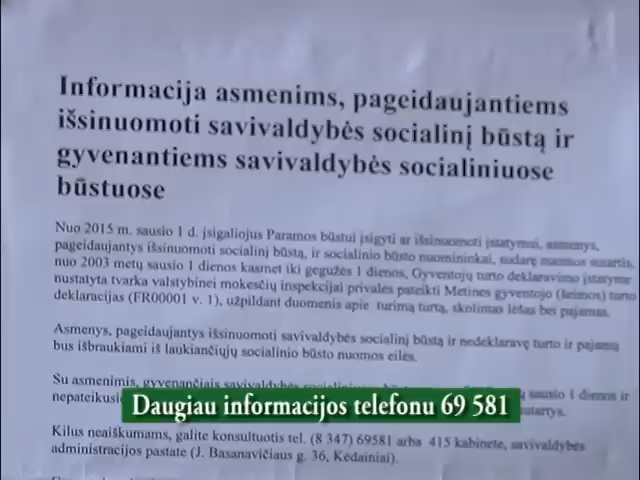 Informacija asmenims, pageidaujantiems
išsinuomoti savivaldybės socialinį būstą ir
gyvenantiems savivaldybės socialiniuose
būstuose
Nuo 2015 m. sausio 1 d. įsigaliojus Paramos būstui įsigyti ar išsinuomoti įstatymui, asmenys,
pageidaujantys išsinuomoti socialinį būstą, ir socialinio būsto nuomininkai, sudarę nuomos sutartis,
nuo 2003 metų sausio 1 dienos kasmet iki gegužės 1 dienos, Gyventojų turto deklaravimo įstatyme
nustatyta tvarka valstybinei mokesčių inspekcijai privalės pateikti Metines gyventojo (šeimos) turto
deklaracijas (FR00001 v. 1), užpildant duomenis apie turimą turtą, skolintas lėšas bei pajamas.
Asmenys, pageidaujantys išsinuomoti savivaldybės socialinį būstą ir nedeklaravę turto ir pajamų
bus išbraukiami iš laukiančiųjų socialinio būsto nuomos eilės.
Su asmenimis, gyvenančiais savivaldybės sausio 1 dienos ir
nepateikusi
Daugiau informacijos telefonu 69 581
Kilus neaiškumams, galite konsultuotis tel. (8 347) 69581 arba 415 kabinete, savivaldybės
administracijos pastate (J. Basanavičiaus g. 36, Kėdainiai).